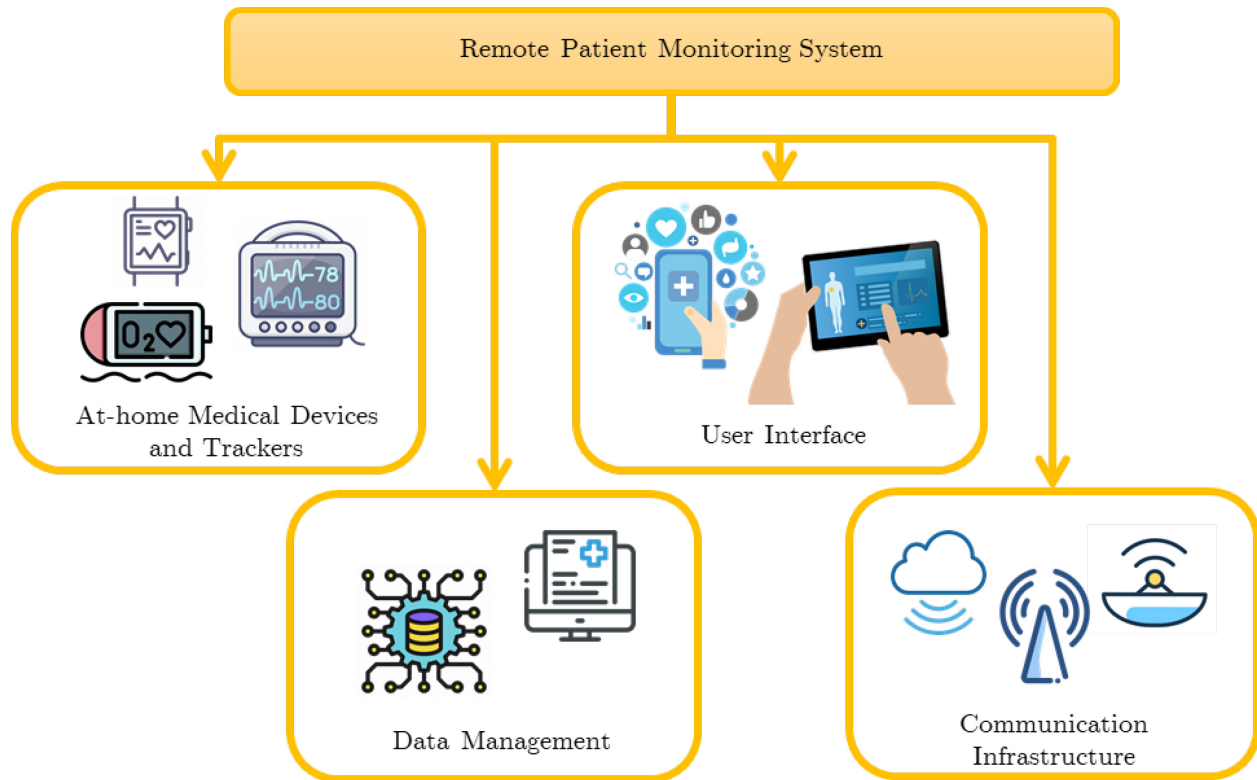 Remote Patient Monitoring System
78
80
O₂
At-home Medical Devices
and Trackers
User Interface
Data Management
Communication
Infrastructure